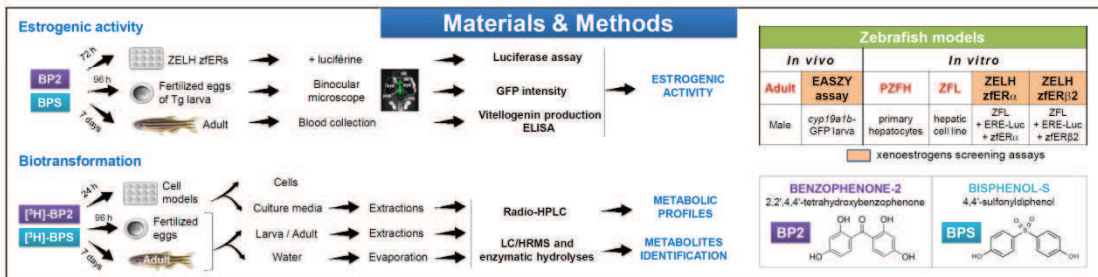 Materials & Methods
Estrogenic activity
72 h
ZELH zfERs
+ luciférine
Luciferase assay
BP2
BPS
96 h
Fertilized eggs
of Tg larva
Binocular
microscope
GFP intensity
ESTROGENIC
ACTIVITY
7 days
Adult
Blood collection
Vitellogenin production
ELISA
Biotransformation
24 h
Cell
models
Cells
Culture media
Extractions
Radio-HPLC
METABOLIC
PROFILES
[³H]-BP2
[³H]-BPS
96 h
Fertilized
eggs
Larva / Adult
Extractions
LC/HRMS and
enzymatic hydrolyses
METABOLITES
IDENTIFICATION
7 days
Adult
Water
Evaporation
Zebrafish models
In vivo
In vitro
Adult
EASZY
assay
PZFH
ZFL
ZELH
zfERα
ZELH
zfERβ2
Male
cyp19a1b-
GFP larva
primary
hepatocytes
hepatic
cell line
ZFL
+ ERE-Luc
+ zfERα
ZFL
+ ERE-Luc
+ zfERβ2
xenoestrogens screening assays
BENZOPHENONE-2
2,2',4,4'-tetrahydroxybenzophenone
BP2
OH
O
OH
HO
OH
BISPHENOL-S
4,4'-sulfonyldiphenol
BPS
O
O
S
HO
OH